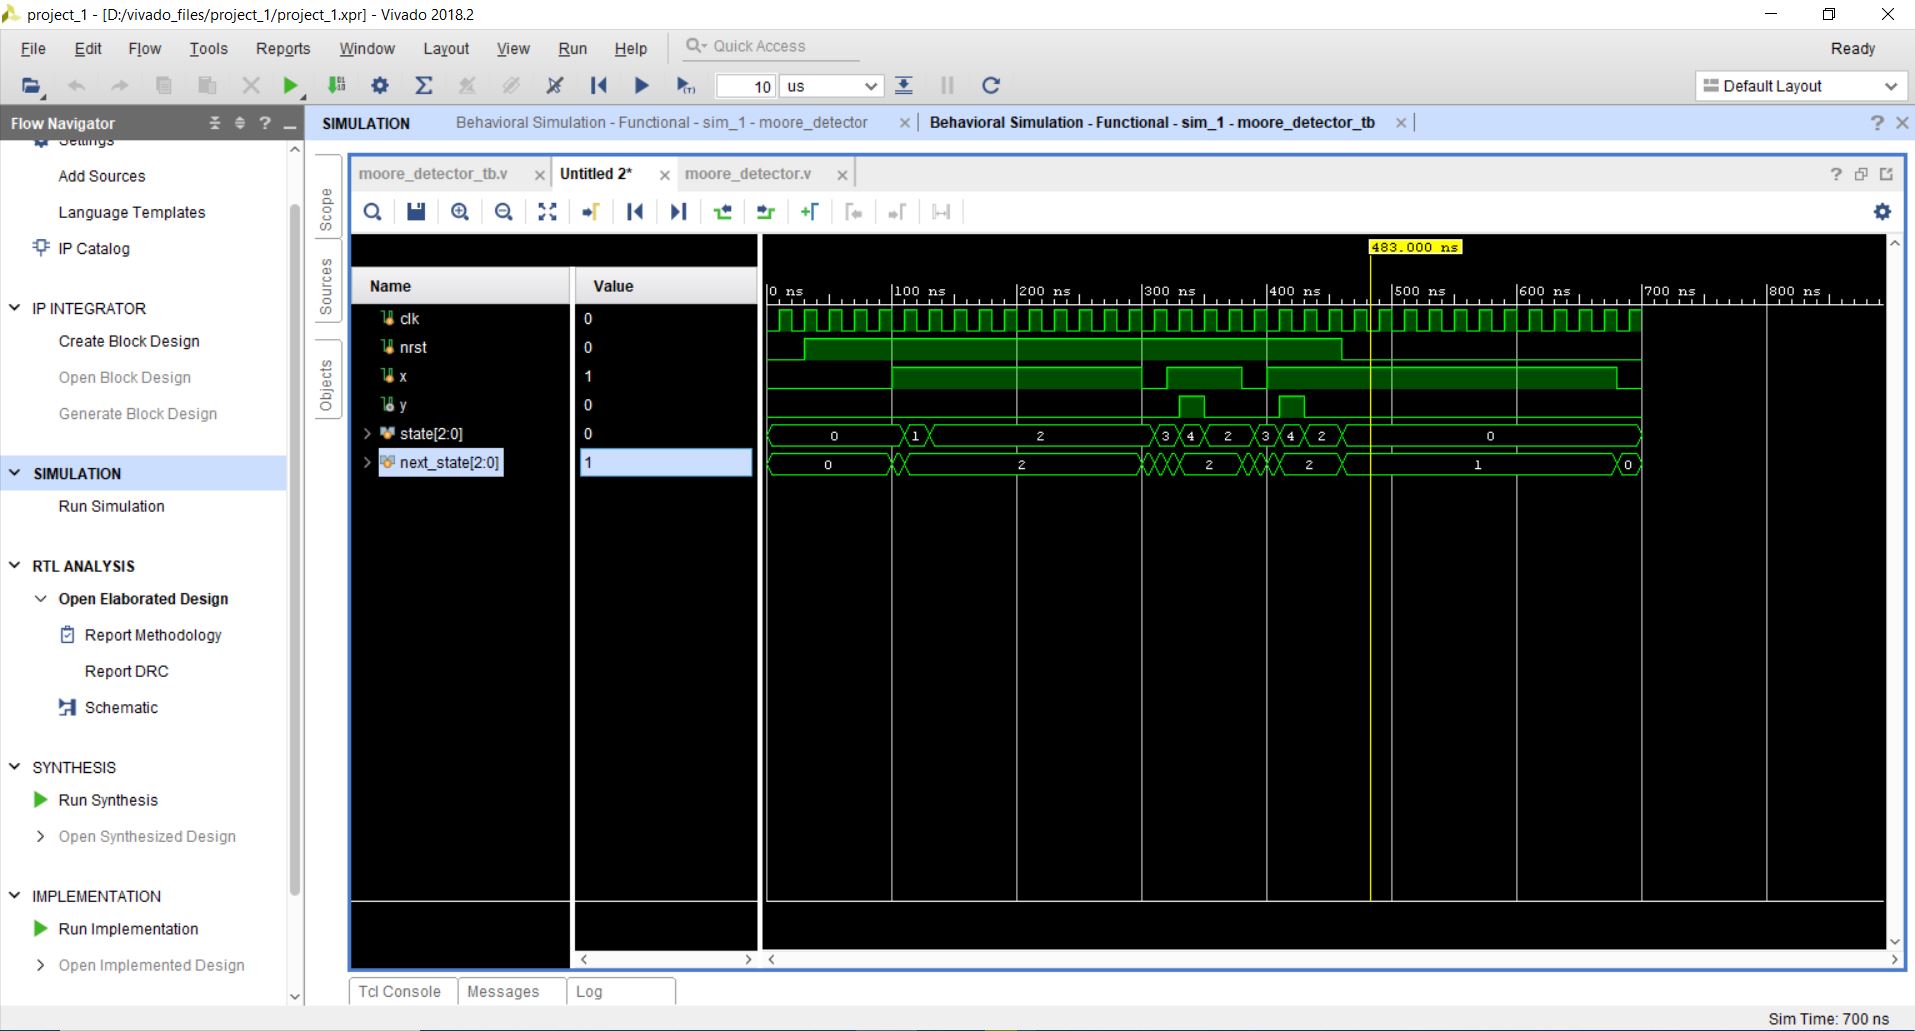 project_1 - [D:/vivado_files/project_1/project_1.xpr] - Vivado 2018.2
File Edit Flow Tools Reports Window Layout View Run Help Quick Access Ready
10 us Default Layout
Flow Navigator ? SIMULATION Behavioral Simulation - Functional - sim_1 - moore_detector Behavioral Simulation - Functional - sim_1 - moore_detector_tb ?
Settings
Add Sources
Language Templates
IP Catalog
IP INTEGRATOR
Create Block Design
Open Block Design
Generate Block Design
SIMULATION
Run Simulation
RTL ANALYSIS
Open Elaborated Design
Report Methodology
Report DRC
Schematic
SYNTHESIS
Run Synthesis
Open Synthesized Design
IMPLEMENTATION
Run Implementation
Open Implemented Design
Scope
Sources
Objects
moore_detector_tb.v Untitled 2* moore_detector.v ?
483.000 ns
Name Value
0 ns 100 ns 200 ns 300 ns 400 ns 500 ns 600 ns 700 ns 800 ns
clk 0
nrst 0
x 1
y 0
state[2:0] 0 0 1 2 3 4 2 3 4 2 0
next_state[2:0] 1 0 2 2 2 1 0
Tcl Console Messages Log
Sim Time: 700 ns